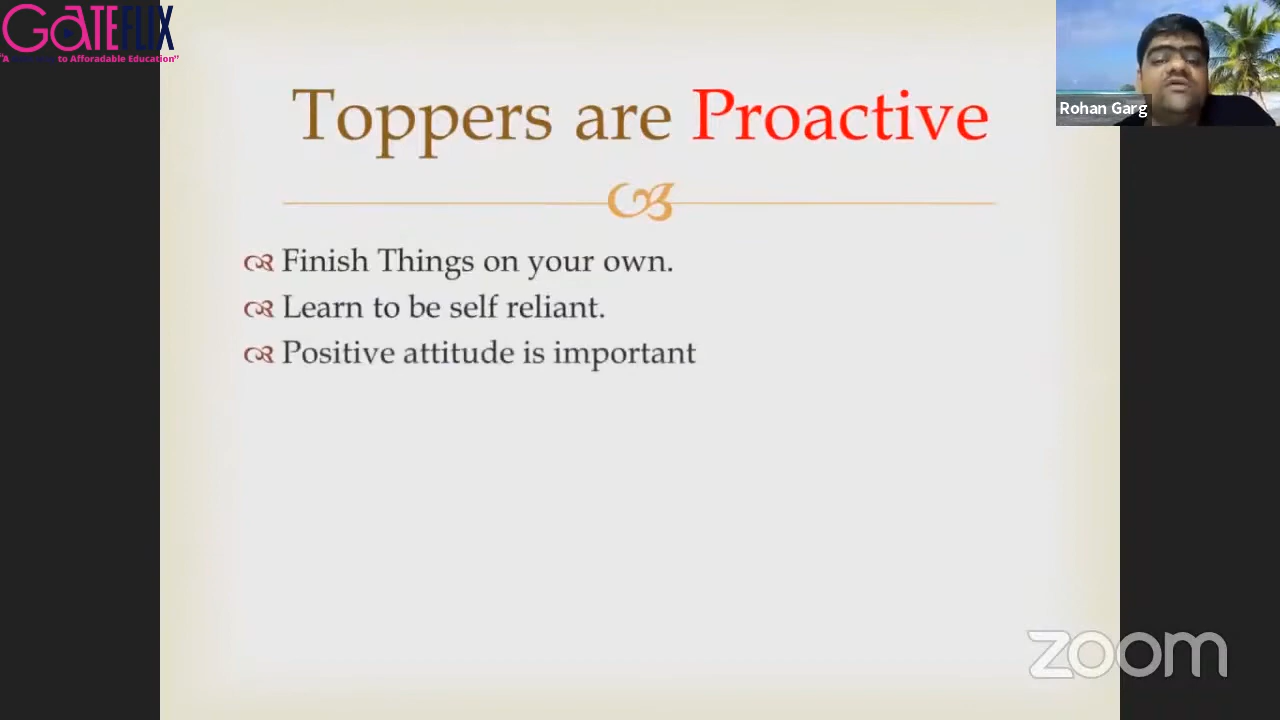 GATEFLIX
to Afforadable Education"
Rohan Garg
Toppers are Proactive
Finish Things on your own.
Learn to be self reliant.
Positive attitude is important
zoom